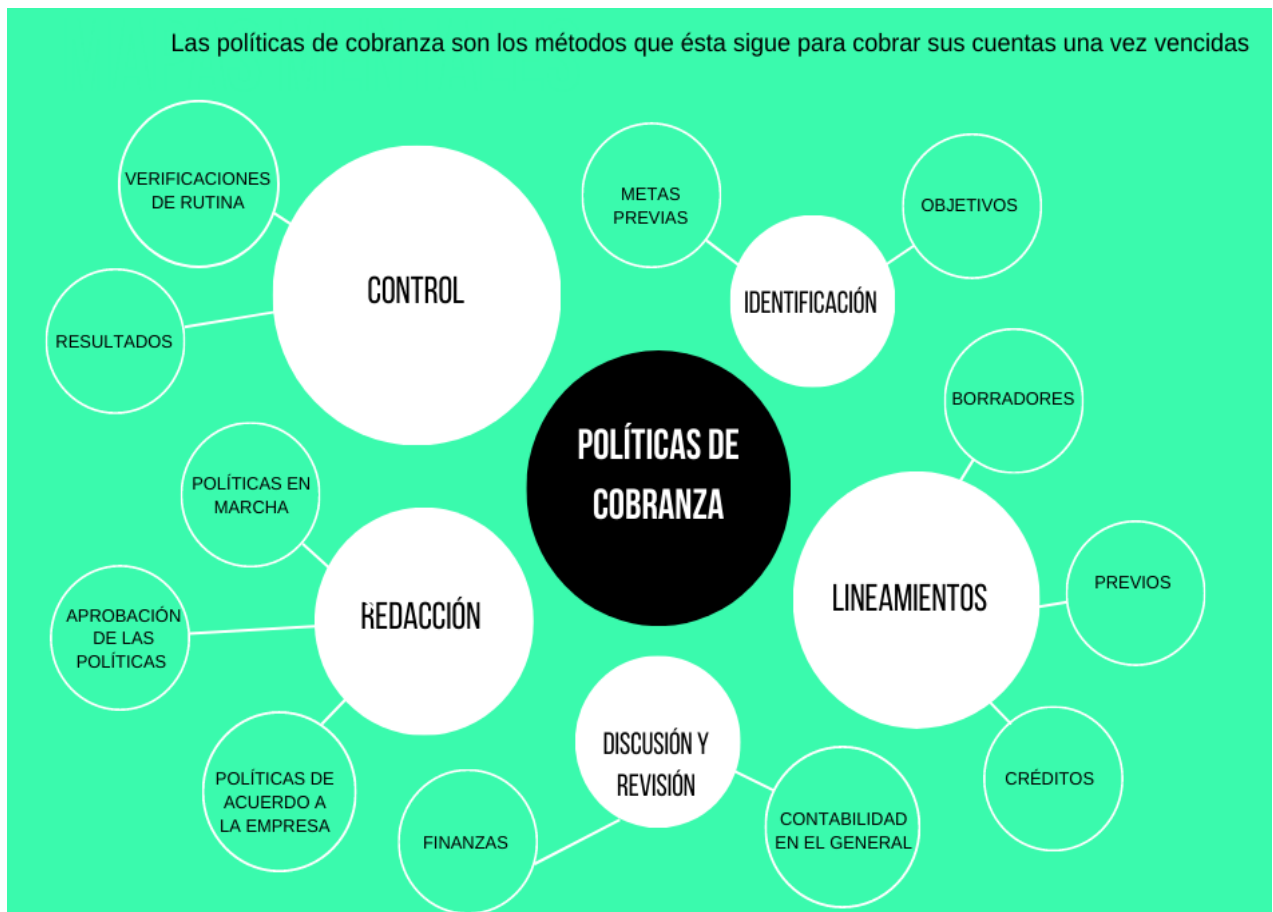 Las políticas de cobranza son los métodos que ésta sigue para cobrar sus cuentas una vez vencidas
VERIFICACIONES
DE RUTINA
CONTROL
RESULTADOS
METAS
PREVIAS
IDENTIFICACIÓN
OBJETIVOS
POLÍTICAS DE
COBRANZA
BORRADORES
LINEAMIENTOS
PREVIOS
CRÉDITOS
POLÍTICAS EN
MARCHA
REDACCIÓN
APROBACIÓN
DE LAS
POLÍTICAS
POLÍTICAS DE
ACUERDO A
LA EMPRESA
DISCUSIÓN Y
REVISIÓN
FINANZAS
CONTABILIDAD
EN EL GENERAL